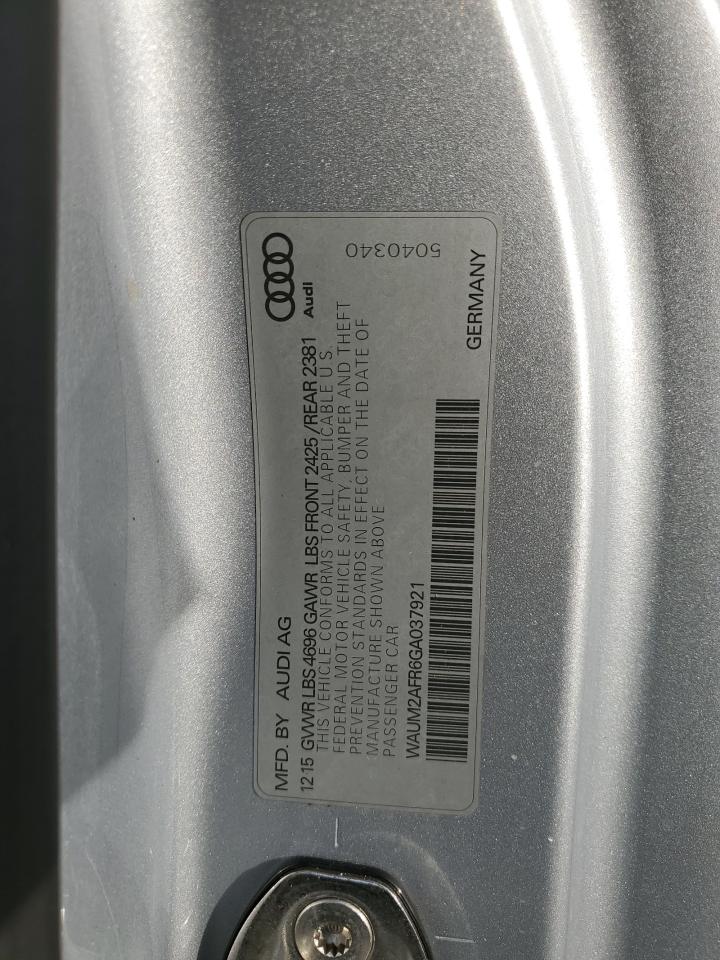 MFD. BY AUDI AG
Audi
1215 GVWR LBS 4696 GAWR LBS FRONT 2425 /REAR 2381
THIS VEHICLE CONFORMS TO ALL APPLICABLE U S.
FEDERAL MOTOR VEHICLE SAFETY, BUMPER AND THEFT
PREVENTION STANDARDS IN EFFECT ON THE DATE OF
MANUFACTURE SHOWN ABOVE
PASSENGER CAR
5040340
WAUM2AFR6GA037921
GERMANY